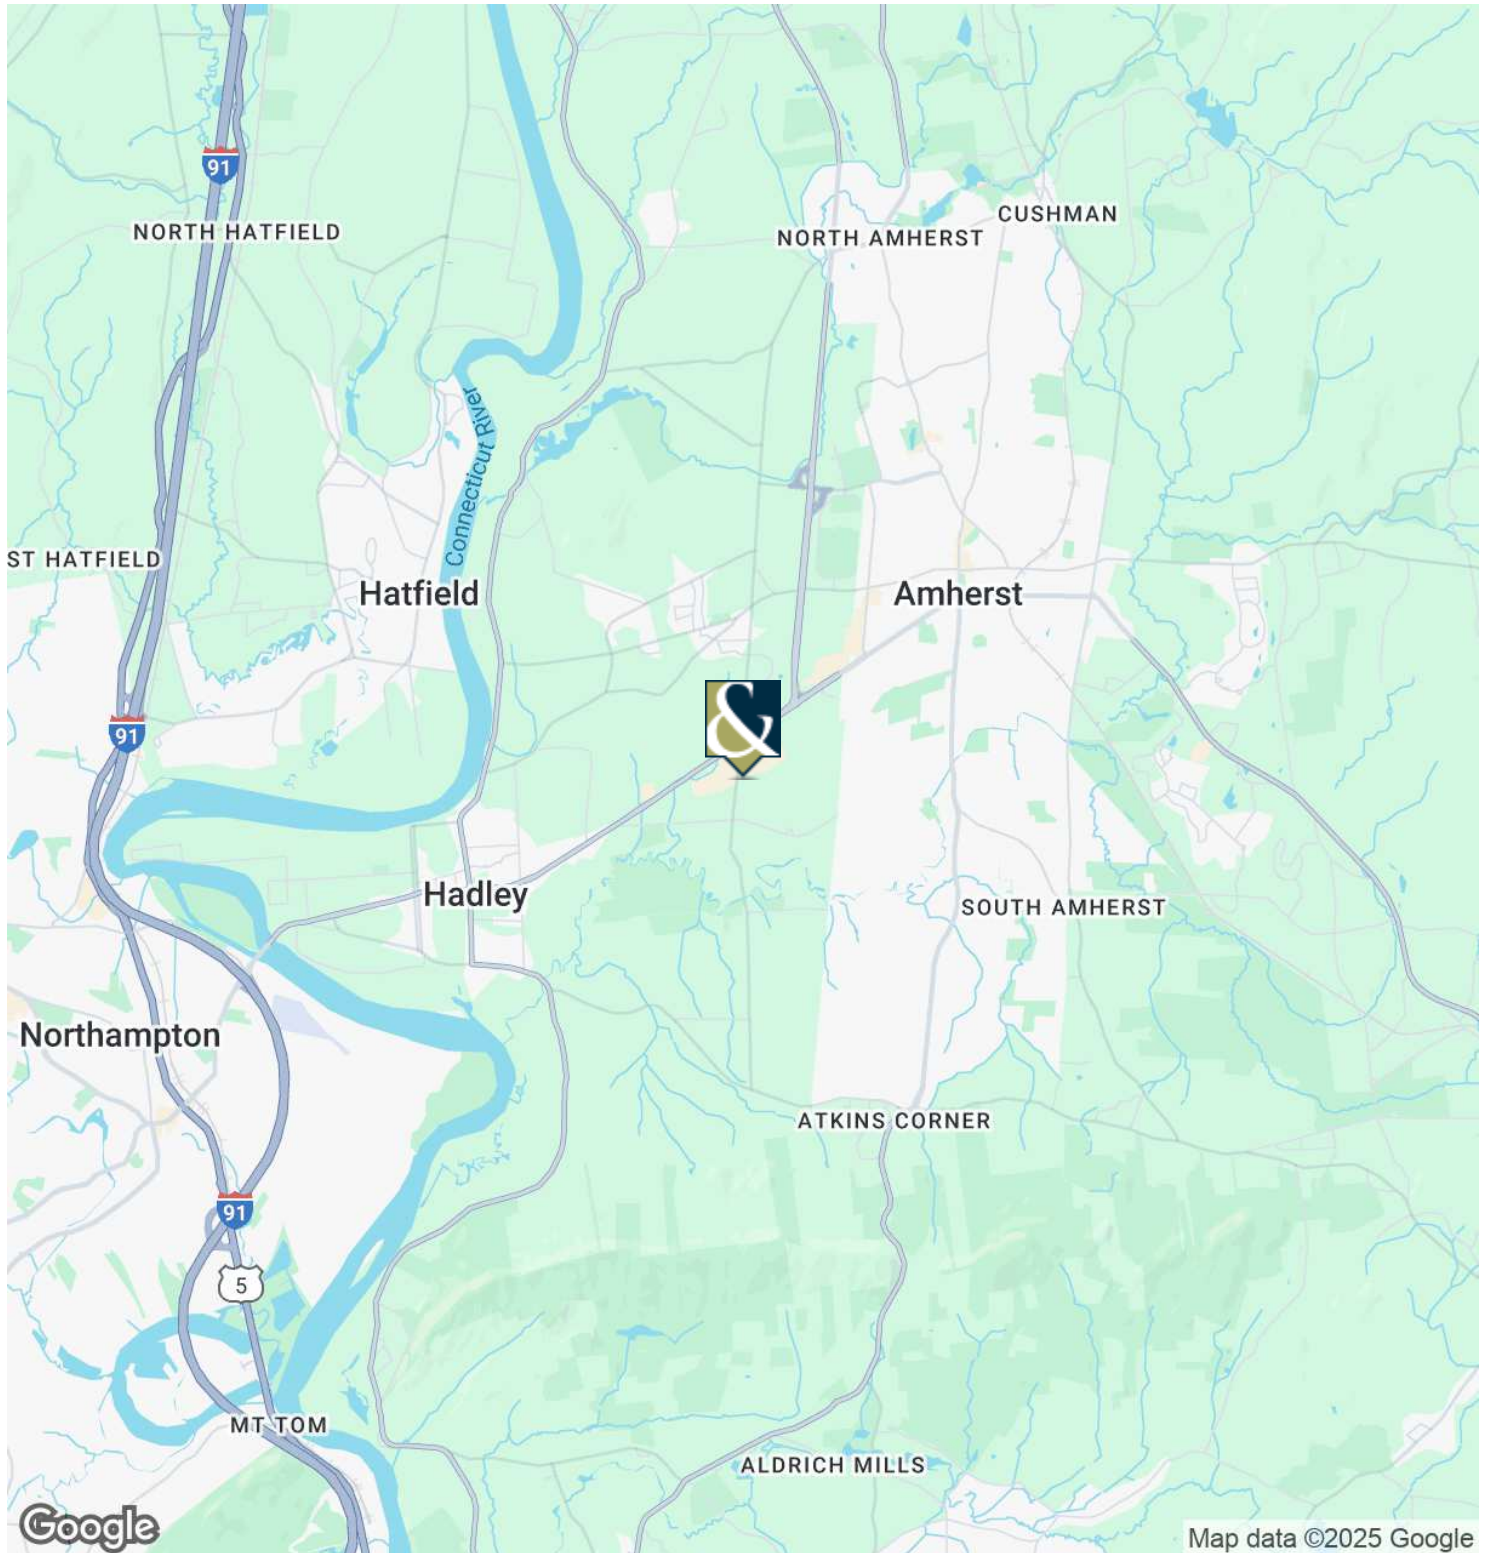 91
CUSHMAN
NORTH HATFIELD
NORTH AMHERST
Connecticut River
ST HATFIELD
Hatfield
Amherst
&
91
Hadley
SOUTH AMHERST
Northampton
ATKINS CORNER
91
5
MT TOM
ALDRICH MILLS
Google
Map data ©2025 Google